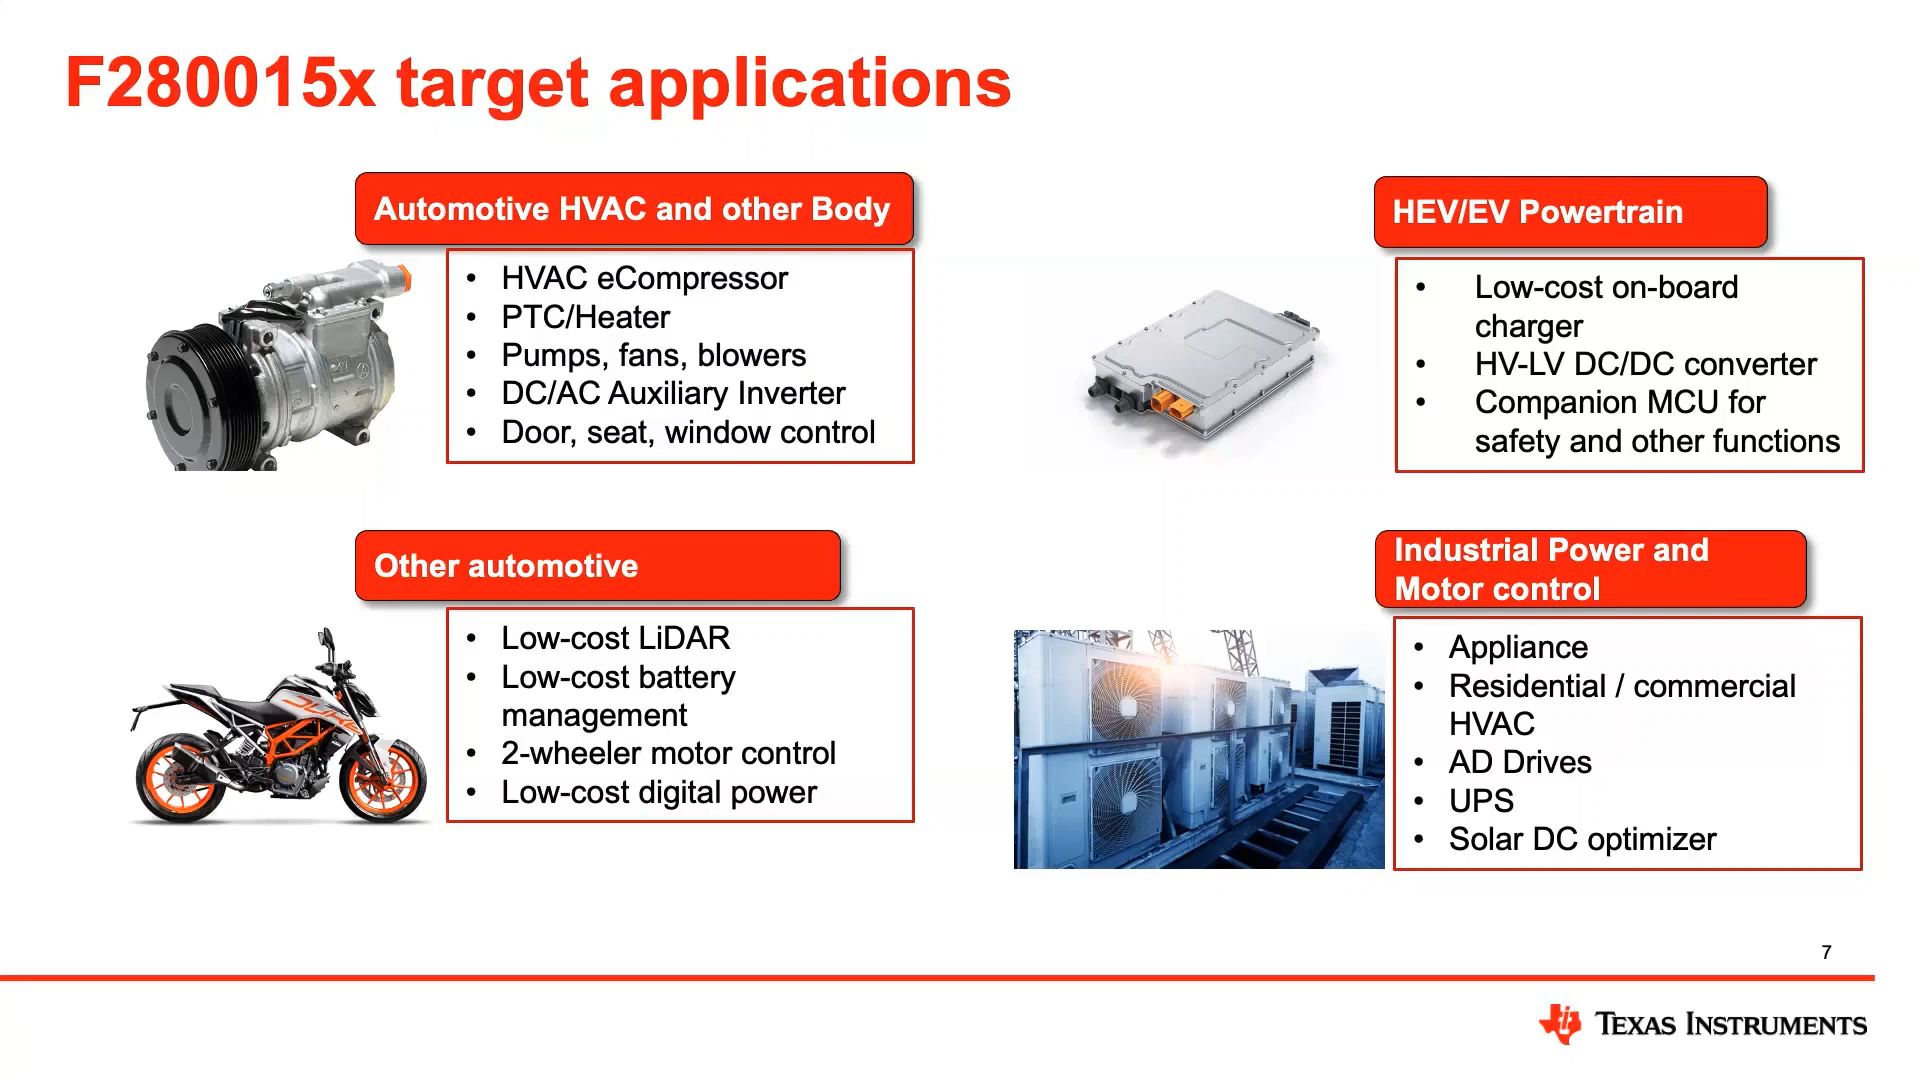 F280015x target applications
Automotive HVAC and other Body
• HVAC eCompressor
• PTC/Heater
• Pumps, fans, blowers
• DC/AC Auxiliary Inverter
• Door, seat, window control
HEV/EV Powertrain
• Low-cost on-board
charger
• HV-LV DC/DC converter
• Companion MCU for
safety and other functions
Other automotive
• Low-cost LiDAR
• Low-cost battery
management
• 2-wheeler motor control
• Low-cost digital power
DUKE
Industrial Power and
Motor control
• Appliance
• Residential / commercial
HVAC
• AD Drives
• UPS
• Solar DC optimizer
7
TEXAS INSTRUMENTS